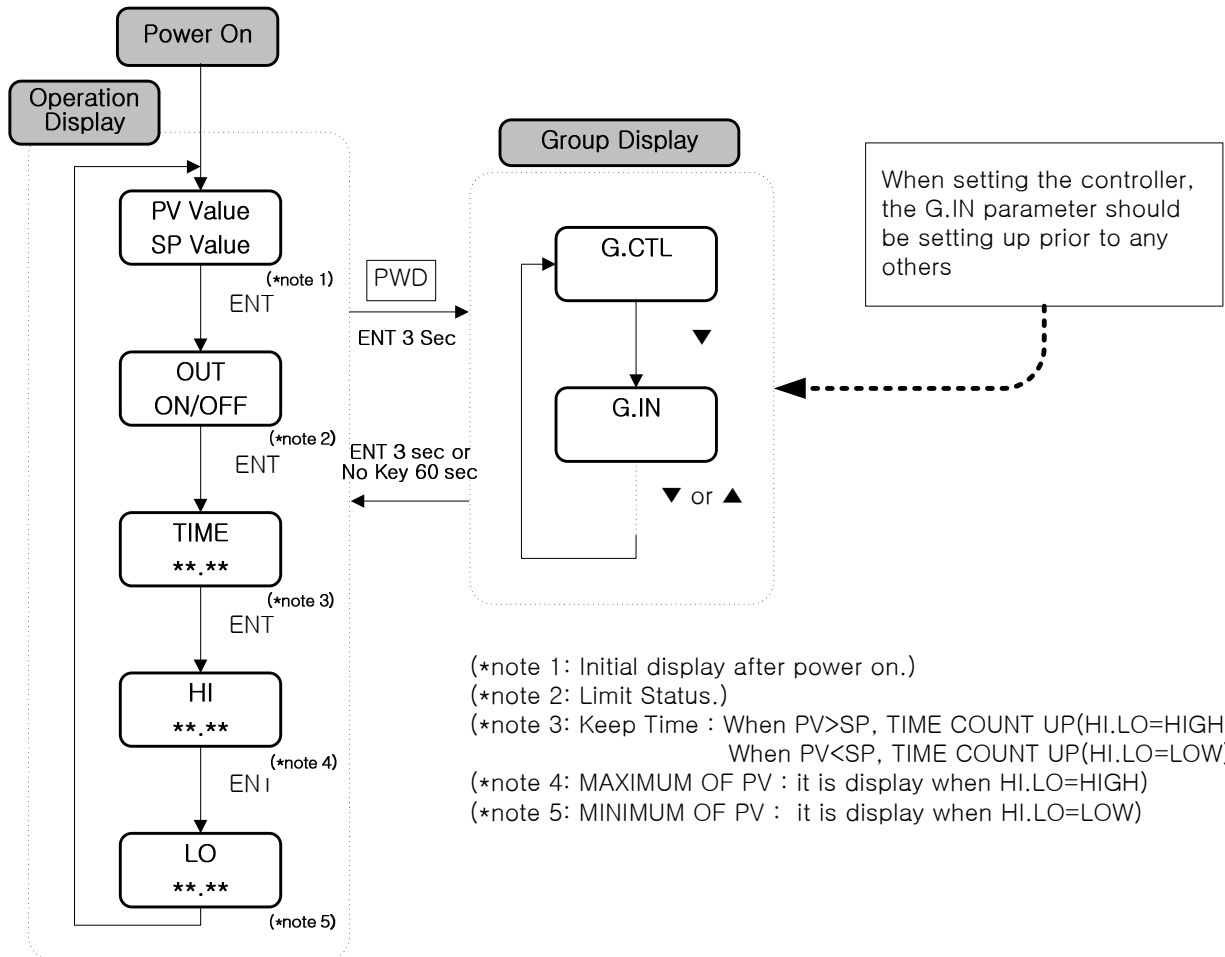 Power On
Operation
Display
Group Display
PV Value
SP Value
(*note 1)
ENT
PWD
ENT 3 Sec
OUT
ON/OFF
(*note 2)
ENT
ENT 3 sec or
No Key 60 sec
TIME
**.**
(*note 3)
ENT
HI
**.**
(*note 4)
ENT
LO
**.**
(*note 5)
G.CTL
▼
G.IN
▼ or ▲
When setting the controller,
the G.IN parameter should
be setting up prior to any
others
(*note 1: Initial display after power on.)
(*note 2: Limit Status.)
(*note 3: Keep Time : When PV>SP, TIME COUNT UP(HI.LO=HIGH
When PV<SP, TIME COUNT UP(HI.LO=LOW)
(*note 4: MAXIMUM OF PV : it is display when HI.LO=HIGH)
(*note 5: MINIMUM OF PV : it is display when HI.LO=LOW)